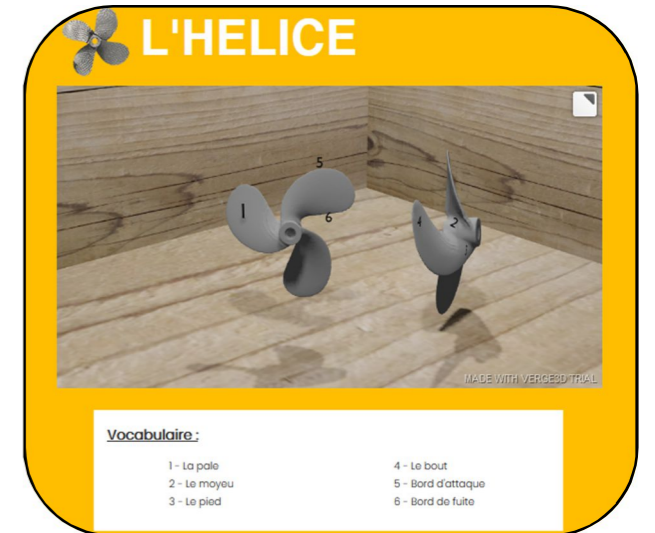 L'HELICE
5
1
6
4
2
3
MADE WITH VERGE3D TRIAL
Vocabulaire :
1 - La pale
2 - Le moyeu
3 - Le pied
4 - Le bout
5 - Bord d'attaque
6 - Bord de fuite